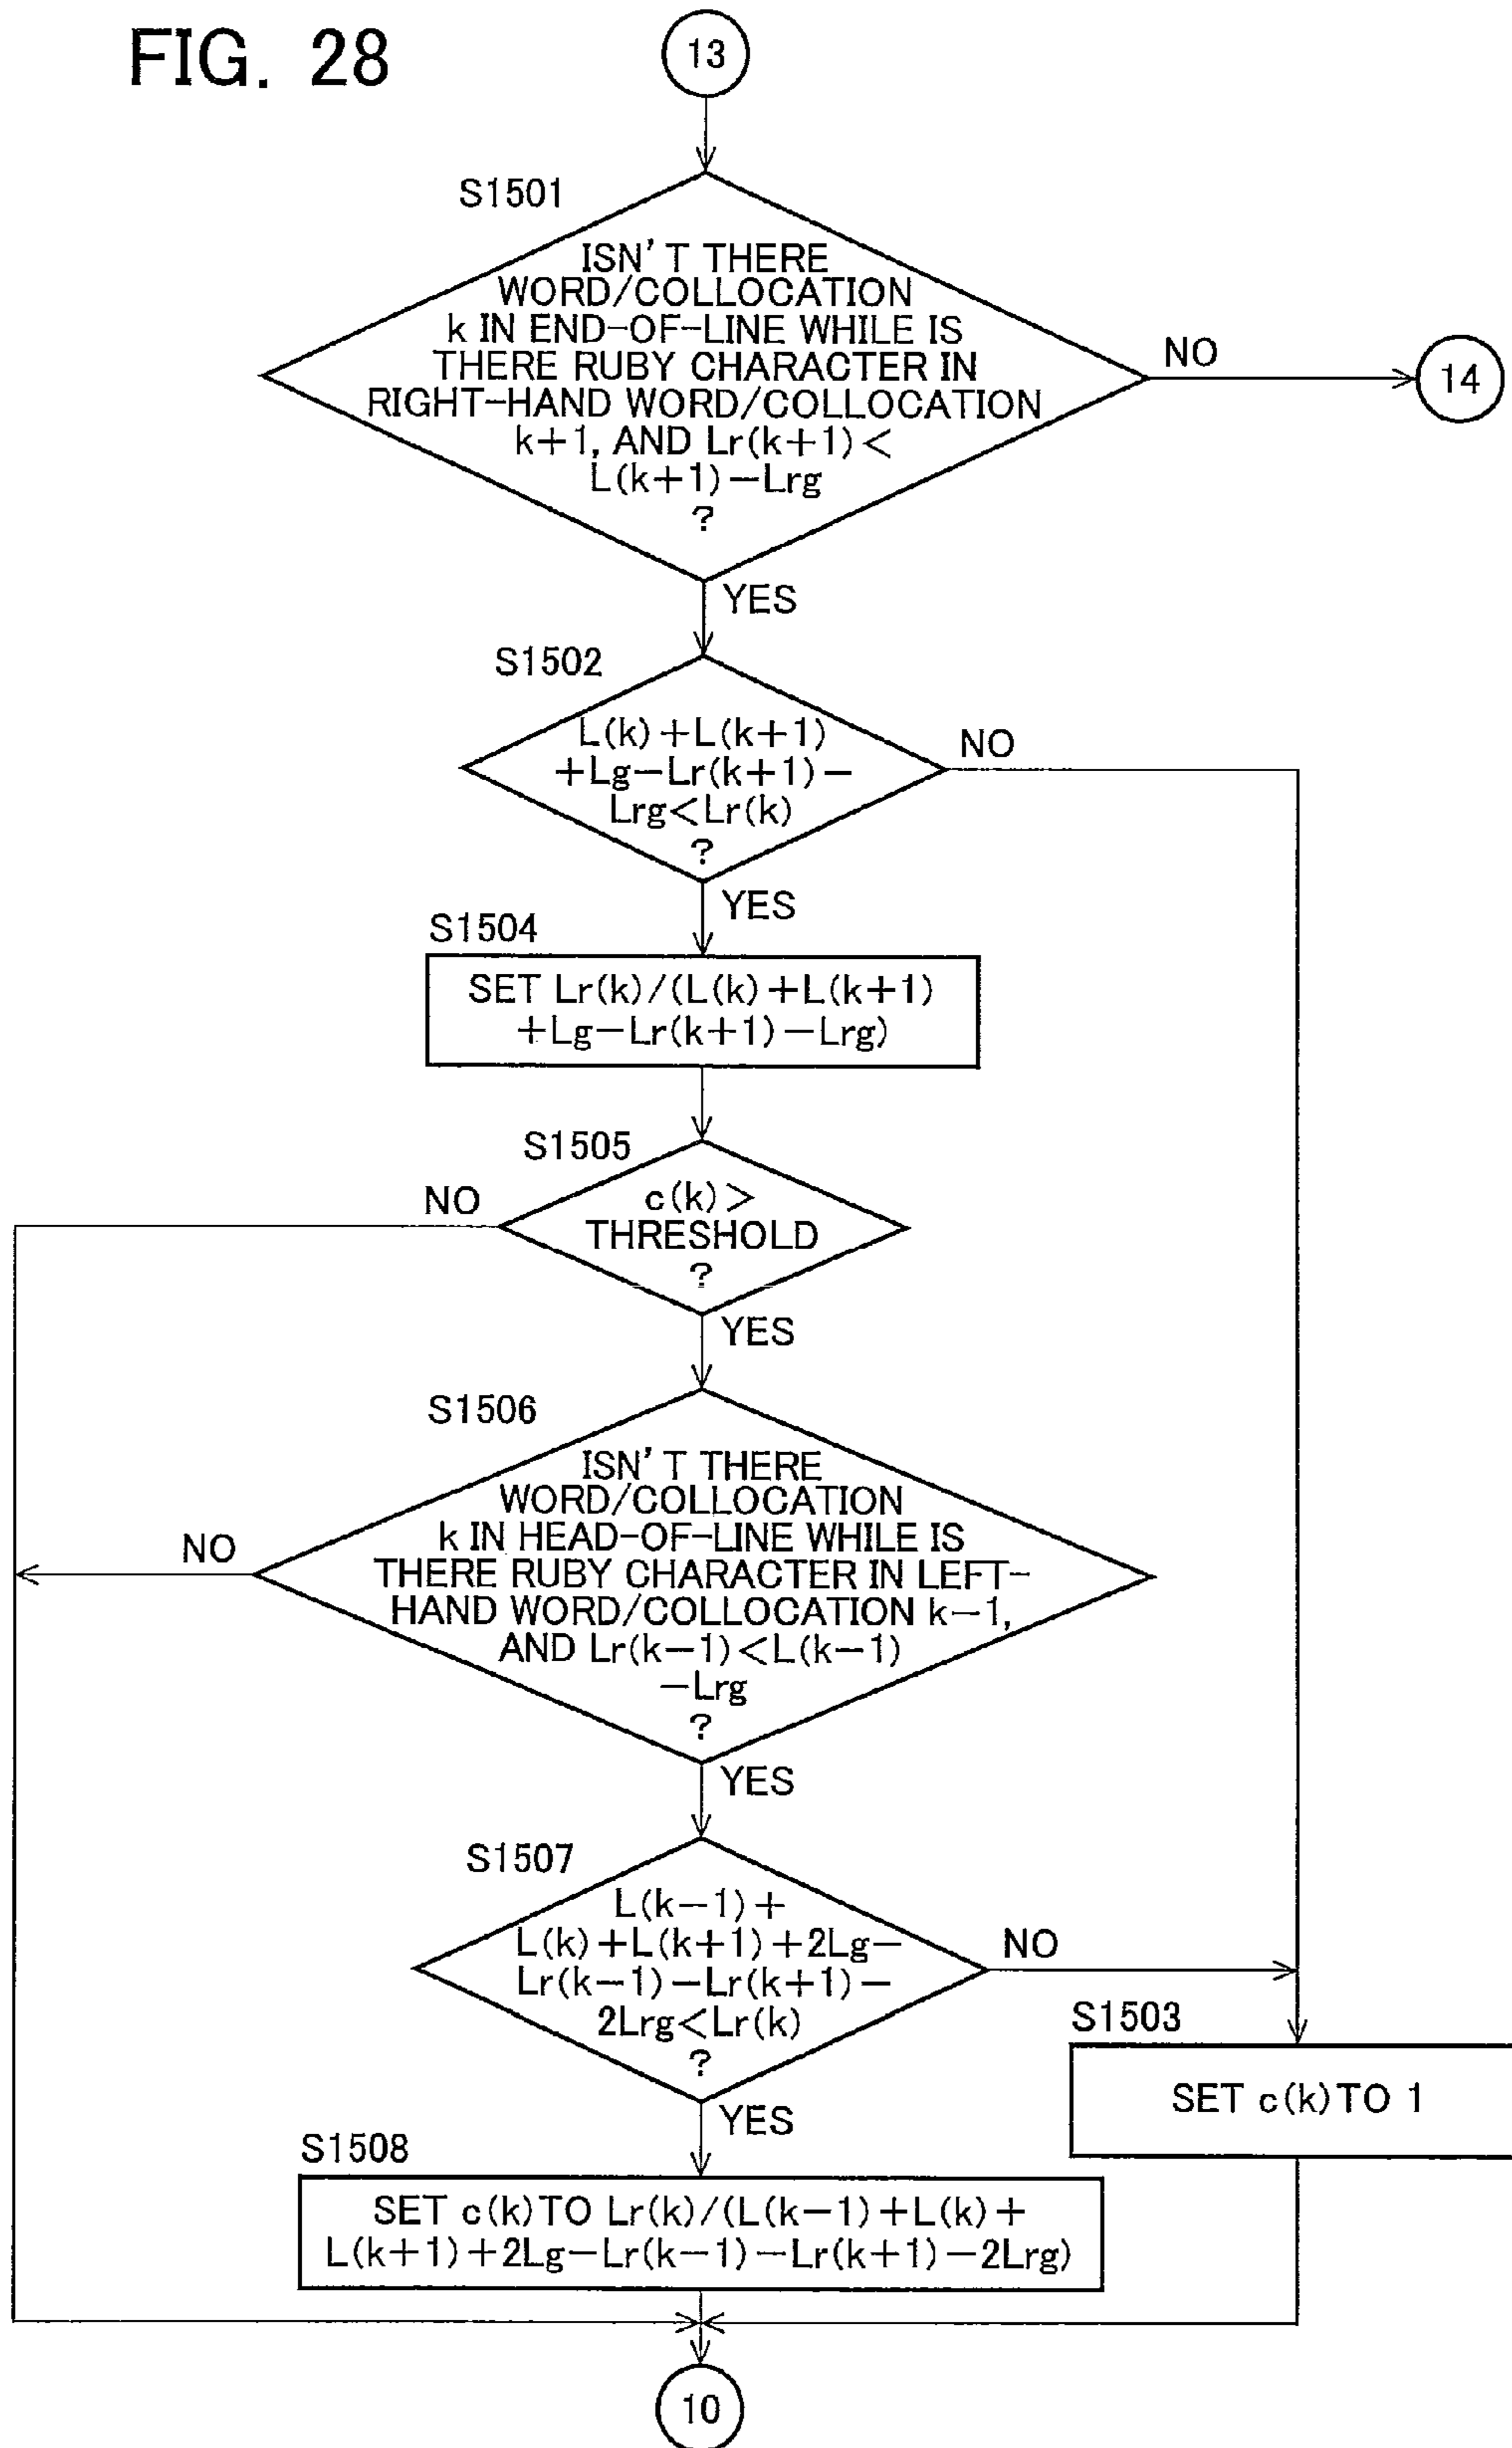 FIG. 28
13
S1501
ISN'T THERE
WORD/COLLOCATION
k IN END-OF-LINE WHILE IS
THERE RUBY CHARACTER IN
RIGHT-HAND WORD/COLLOCATION
k+1, AND Lr(k+1)<
L(k+1)-Lrg
?
NO
14
YES
S1502
L(k)+L(k+1)
+Lg-Lr(k+1)-
Lrg<Lr(k)
?
NO
YES
S1504
SET Lr(k)/(L(k)+L(k+1)
+Lg-Lr(k+1)-Lrg)
S1505
NO
c(k)>
THRESHOLD
?
YES
S1506
ISN'T THERE
WORD/COLLOCATION
k IN HEAD-OF-LINE WHILE IS
THERE RUBY CHARACTER IN LEFT-
HAND WORD/COLLOCATION k-1,
AND Lr(k-1)<L(k-1)
-Lrg
?
NO
YES
S1507
L(k-1)+
L(k)+L(k+1)+2Lg-
Lr(k-1)-Lr(k+1)-
2Lrg<Lr(k)
?
NO
YES
S1503
SET c(k)TO 1
S1508
SET c(k)TO Lr(k)/(L(k-1)+L(k)+
L(k+1)+2Lg-Lr(k-1)-Lr(k+1)-2Lrg)
10